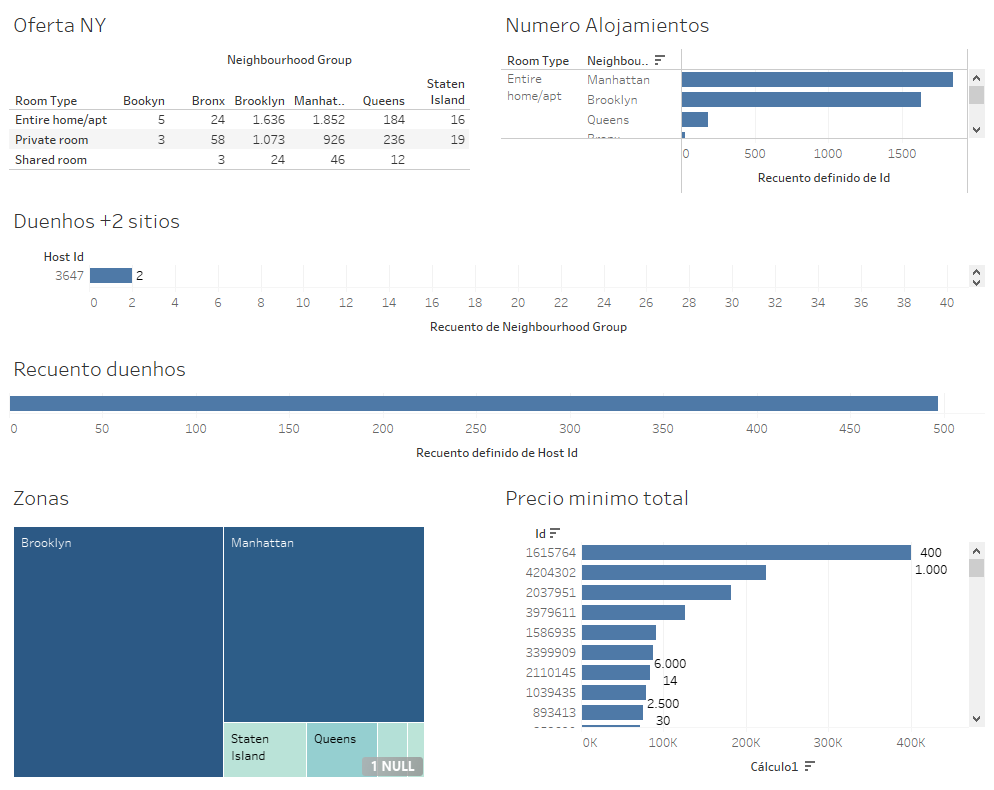 Oferta NY
Neighbourhood Group
Room Type Bookyn Bronx Brooklyn Manhat.. Queens Staten Island
Entire home/apt 5 24 1.636 1.852 184 16
Private room 3 58 1.073 926 236 19
Shared room 3 24 46 12
Numero Alojamientos
Room Type Neighbou..
Entire home/apt
Manhattan
Brooklyn
Queens
Bronx
0 500 1000 1500
Recuento definido de Id
Duenhos +2 sitios
Host Id
3647 2
0 2 4 6 8 10 12 14 16 18 20 22 24 26 28 30 32 34 36 38 40
Recuento de Neighbourhood Group
Recuento duenhos
0 50 100 150 200 250 300 350 400 450 500
Recuento definido de Host Id
Zonas
Brooklyn
Manhattan
Staten
Island
Queens
1 NULL
Precio minimo total
Id
1615764 400
1.000
4204302
2037951
3979611
1586935
3399909
6.000
2110145
14
1039435
2.500
893413
30
0K 100K 200K 300K 400K
Cálculo1